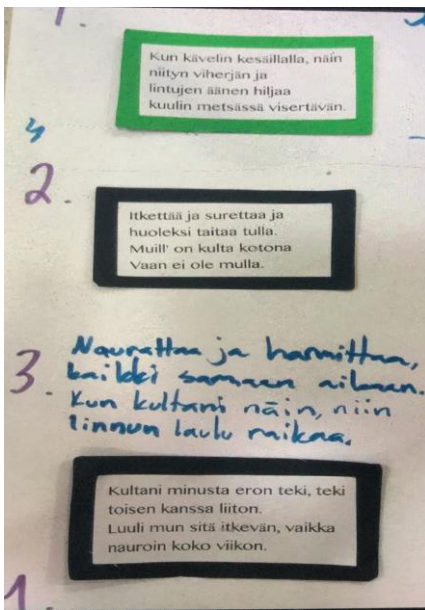 1.
Kun kävelin kesäillalla, näin
niityn viherjän ja
lintujen äänen hiljaa
kuulin metsässä visertävän.
2.
Itkettää ja surettaa ja
huoleksi taitaa tulla.
Muill' on kulta kotona
Vaan ei ole mulla.
3.
Naurattaa ja harmittaa,
kaikki samaan aikaan.
Kun kultani näin, niin
linnun laulu raikaa.
Kultani minusta eron teki, teki
toisen kanssa liiton.
Luuli mun sitä itkevän, vaikka
nauroin koko viikon.